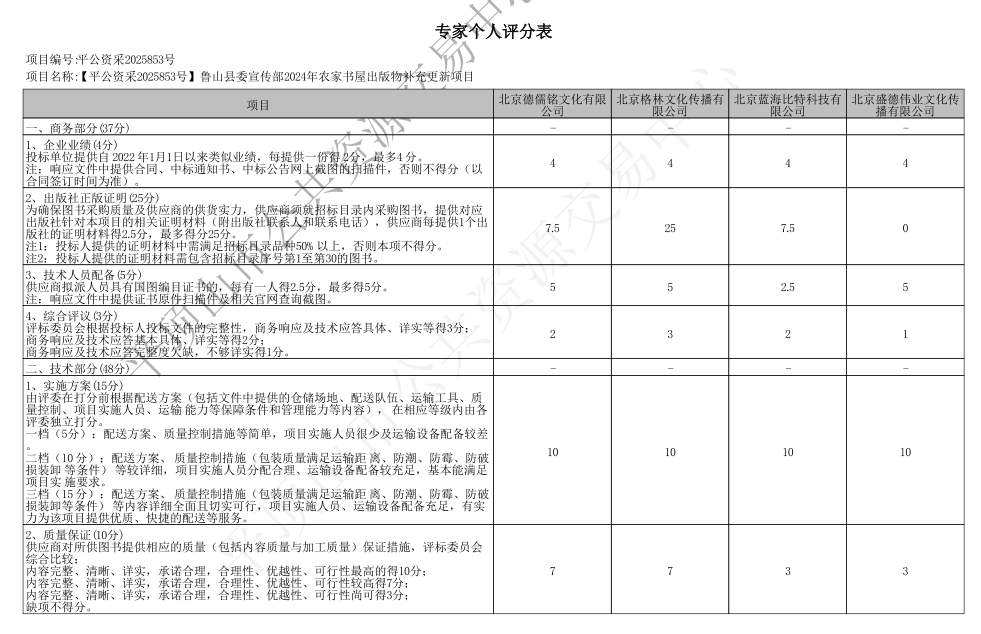 专家个人评分表
项目编号:平公资采2025853号
项目名称:【平公资采2025853号】鲁山县委宣传部2024年农家书屋出版物补充更新项目
项目 北京德儒铭文化有限公司 北京格林文化传播有限公司 北京蓝海比特科技有限公司 北京盛德伟业文化传播有限公司
一、商务部分(37分) - - - -
1、企业业绩(4分)
投标单位提供自 2022 年1月1日以来类似业绩，每提供一份得 2分，最多4 分。
注：响应文件中提供合同、中标通知书、中标公告网上截图的扫描件，否则不得分（以
合同签订时间为准）。
4 4 4 4
2、出版社正版证明(25分)
为确保图书采购质量及供应商的供货实力，供应商须就招标目录内采购图书，提供对应
出版社针对本项目的相关证明材料（附出版社联系人和联系电话），供应商每提供1个出
版社的证明材料得2.5分，最多得分25分。
注1：投标人提供的证明材料中需满足招标目录品种50% 以上，否则本项不得分。
注2：投标人提供的证明材料需包含招标目录序号第1至第30的图书。
7.5 25 7.5 0
3、技术人员配备(5分)
供应商拟派人员具有国图编目证书的，每有一人得2.5分，最多得5分。
注：响应文件中提供证书原件扫描件及相关官网查询截图。
5 5 2.5 5
4、综合评议(3分)
评标委员会根据投标人投标文件的完整性，商务响应及技术应答具体、详实等得3分；
商务响应及技术应答基本具体、详实等得2分；
商务响应及技术应答完整度欠缺，不够详实得1分。
2 3 2 1
二、技术部分(48分) - - - -
1、实施方案(15分)
由评委在打分前根据配送方案（包括文件中提供的仓储场地、配送队伍、运输工具、质
量控制、项目实施人员、运输 能力等保障条件和管理能力等内容），在相应等级内由各
评委独立打分。
一档（5分）：配送方案、质量控制措施等简单，项目实施人员很少及运输设备配备较差
。
二档（10 分）：配送方案、 质量控制措施（包装质量满足运输距 离、防潮、防霉、防破
损装卸 等条件） 等较详细，项目实施人员分配合理、运输设备配备较充足，基本能满足
项目实 施要求。
三档（15 分）：配送方案、 质量控制措施（包装质量满足运输距 离、防潮、防霉、防破
损装卸等条件） 等内容详细全面且切实可行，项目实施人员、运输设备配备充足，有实
力为该项目提供优质、快捷的配送等服务。
10 10 10 10
2、质量保证(10分)
供应商对所供图书提供相应的质量（包括内容质量与加工质量）保证措施，评标委员会
综合比较：
内容完整、清晰、详实，承诺合理，合理性、优越性、可行性最高的得10分；
内容完整、清晰、详实，承诺合理，合理性、优越性、可行性较高得7分；
内容完整、清晰、详实，承诺合理，合理性、优越性、可行性尚可得3分；
缺项不得分。
7 7 3 3
平顶山市公共资源交易中心
平顶山市公共资源交易中心